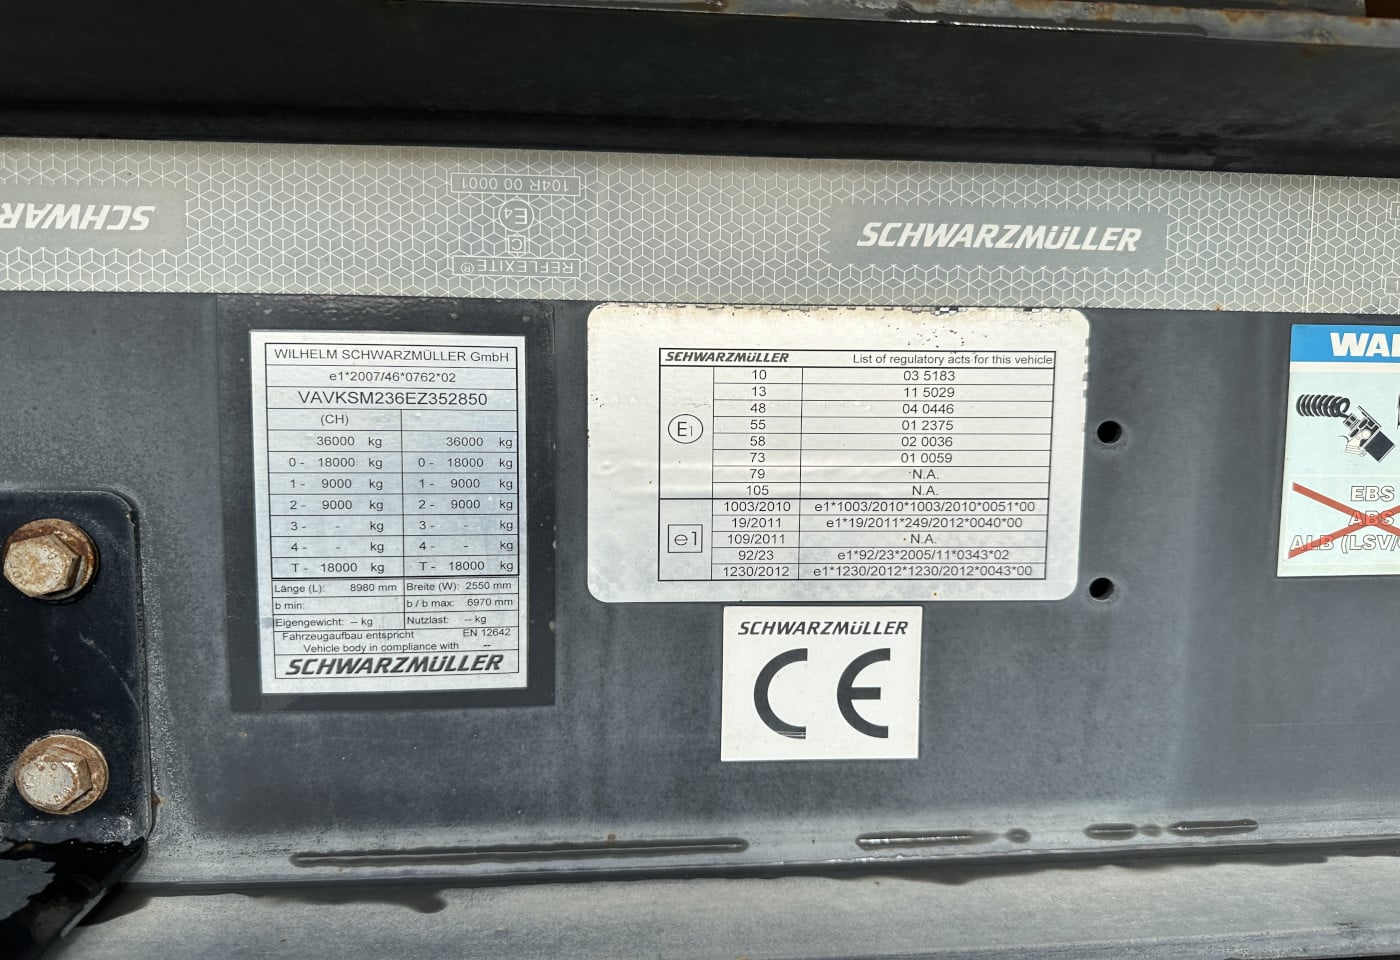 SCHWARZMÜLLER
104R 00 0001
E4
C
REFLEXITE®
SCHWARZMÜLLER
WILHELM SCHWARZMÜLLER GmbH
e1*2007/46*0762*02
VAVKSM236EZ352850
(CH)
36000 kg 36000 kg
0 - 18000 kg 0 - 18000 kg
1 - 9000 kg 1 - 9000 kg
2 - 9000 kg 2 - 9000 kg
3 - - kg 3 - - kg
4 - - kg 4 - - kg
T - 18000 kg T - 18000 kg
Länge (L): 8980 mm Breite (W): 2550 mm
b min: b / b max: 6970 mm
Eigengewicht: -- kg Nutzlast: -- kg
Fahrzeugaufbau entspricht EN 12642
Vehicle body in compliance with --
SCHWARZMÜLLER
SCHWARZMÜLLER List of regulatory acts for this vehicle
E1
10 03 5183
13 11 5029
48 04 0446
55 01 2375
58 02 0036
73 01 0059
79 N.A.
105 N.A.
e1
1003/2010 e1*1003/2010*1003/2010*0051*00
19/2011 e1*19/2011*249/2012*0040*00
109/2011 N.A.
92/23 e1*92/23*2005/11*0343*02
1230/2012 e1*1230/2012*1230/2012*0043*00
SCHWARZMÜLLER
CE
EBS
ABS
ALB (LSV/